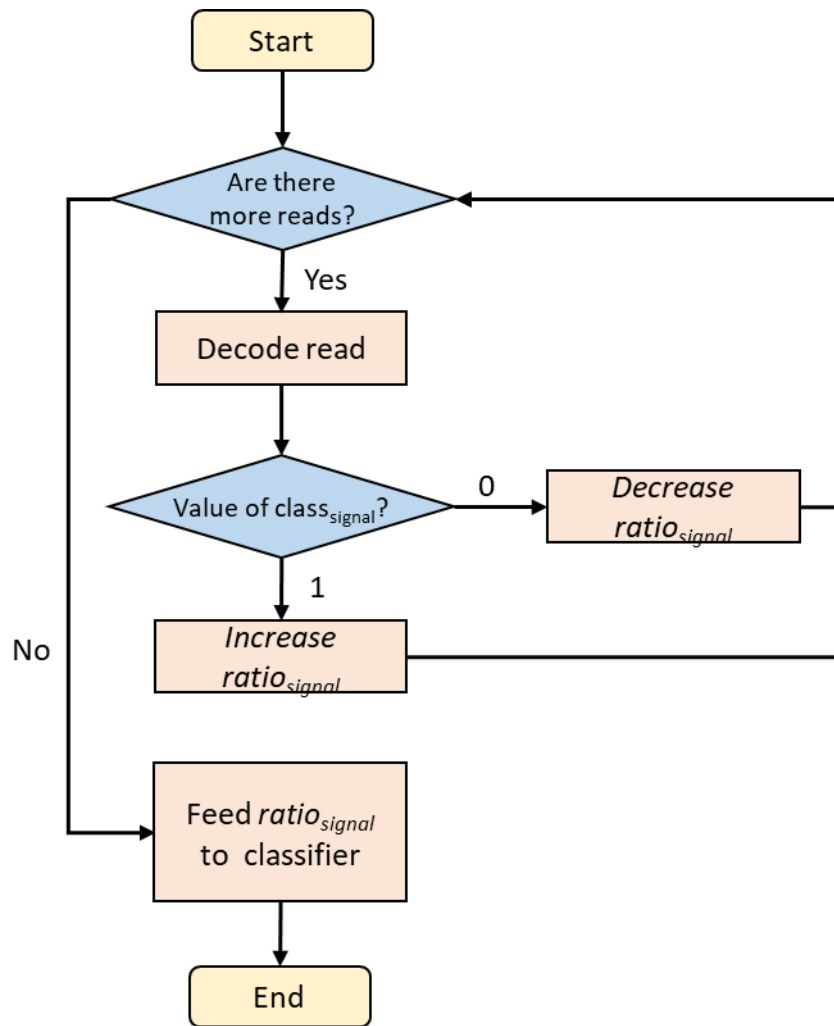 Start
Are there
more reads?
Yes
Decode read
Value of class_signal?
0
Decrease
ratio_signal
1
Increase
ratio_signal
No
Feed ratio_signal
to classifier
End